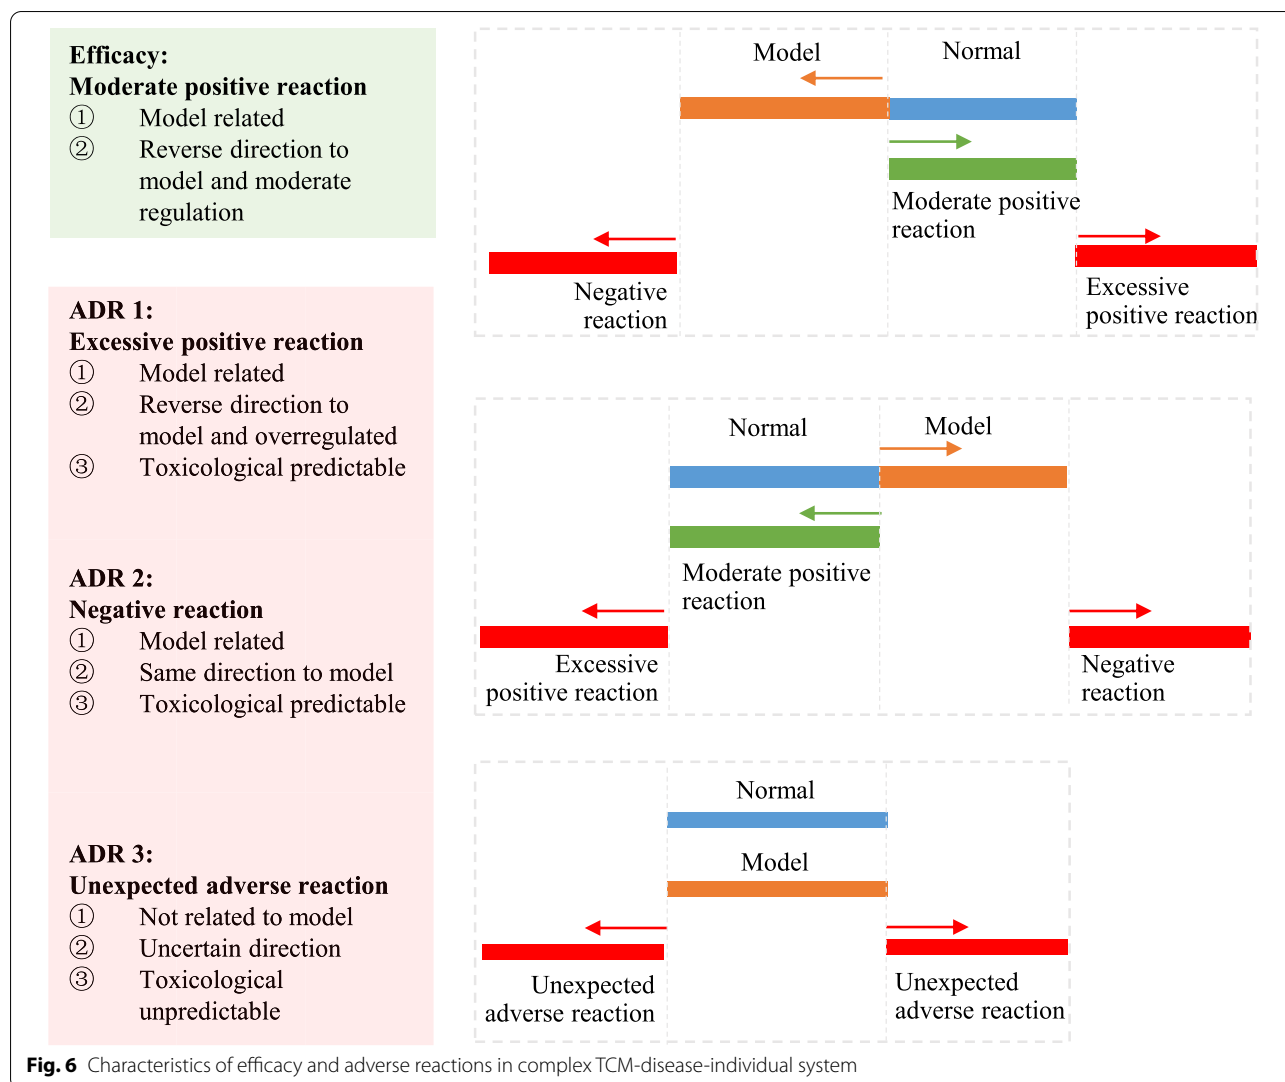 Efficacy:
Moderate positive reaction
① Model related
② Reverse direction to
model and moderate
regulation
ADR 1:
Excessive positive reaction
① Model related
② Reverse direction to
model and overregulated
③ Toxicological predictable
ADR 2:
Negative reaction
① Model related
② Same direction to model
③ Toxicological predictable
ADR 3:
Unexpected adverse reaction
① Not related to model
② Uncertain direction
③ Toxicological
unpredictable
Model
Normal
Moderate positive
reaction
Negative
reaction
Excessive
positive reaction
Normal
Model
Moderate positive
reaction
Excessive
positive reaction
Negative
reaction
Normal
Model
Unexpected
adverse reaction
Unexpected
adverse reaction
Fig. 6 Characteristics of efficacy and adverse reactions in complex TCM-disease-individual system